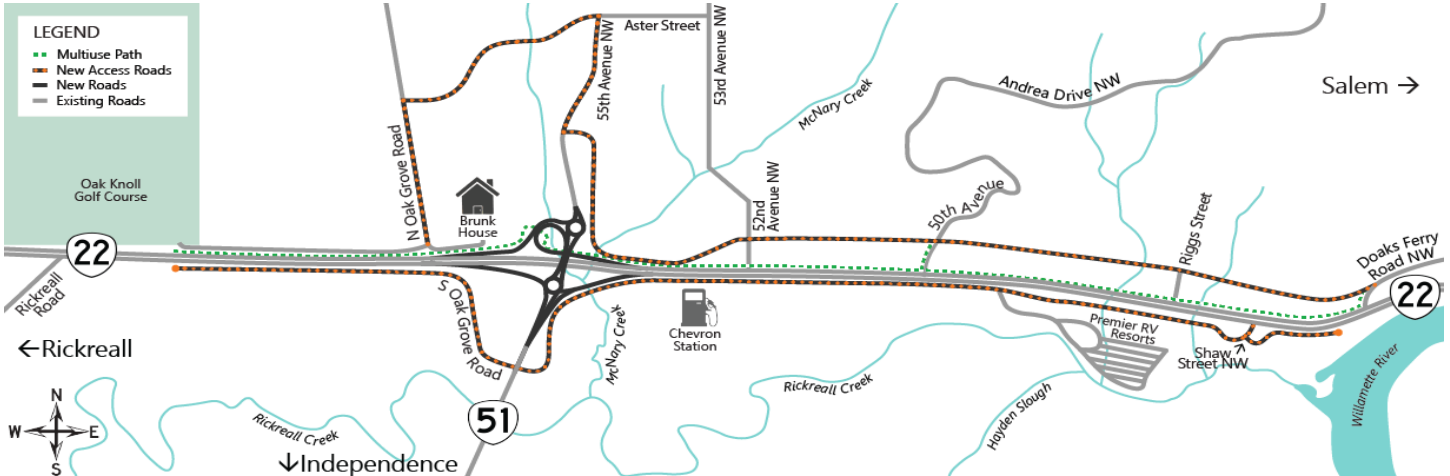 LEGEND
Multiuse Path
New Access Roads
New Roads
Existing Roads
Aster Street
55th Avenue NW
53rd Avenue NW
McNary Creek
Andrea Drive NW
Salem →
Oak Knoll
Golf Course
N Oak Grove Road
Brunk
House
52nd
Avenue NW
50th Avenue
Riggs Street
Doaks Ferry
Road NW
22
Rickreall
Road
22
S Oak Grove Road
McNary Creek
Chevron
Station
Premier RV
Resorts
Shaw
Street NW
←Rickreall
Rickreall Creek
Hayden Slough
Willamette River
N
W E
S
Rickreall Creek
51
↓Independence